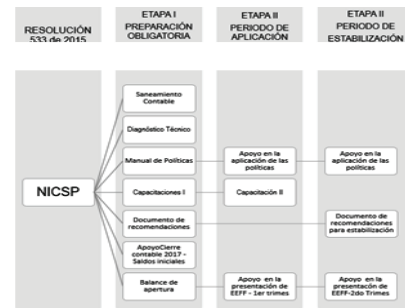 RESOLUCIÓN
533 de 2015
ETAPA I
PREPARACIÓN
OBLIGATORIA
ETAPA II
PERIODO DE
APLICACIÓN
ETAPA II
PERIODO DE
ESTABILIZACIÓN
NICSP
Saneamiento
Contable
Diagnóstico Técnico
Manual de Políticas
Apoyo en la
aplicación de las
políticas
Apoyo en la
aplicación de las
políticas
Capacitaciones I
Capacitación II
Documento de
recomendaciones
Documento de
recomendaciones
para estabilización
ApoyoCierre
contable 2017 -
Saldos iniciales
Balance de
apertura
Apoyo en la
presentación de
EEFF - 1er trimes
Apoyo en la
presentación de
EEFF-2do Trimes